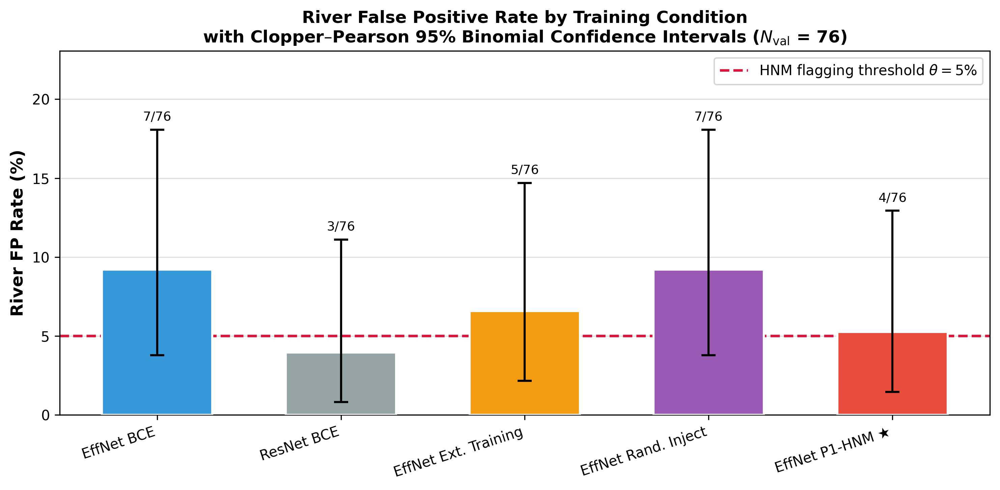 River False Positive Rate by Training Condition
with Clopper–Pearson 95% Binomial Confidence Intervals (Nval = 76)
HNM flagging threshold θ = 5%
River FP Rate (%)
20
15
10
5
0
7/76
3/76
5/76
7/76
4/76
EffNet BCE
ResNet BCE
EffNet Ext. Training
EffNet Rand. Inject
EffNet P1-HNM ★